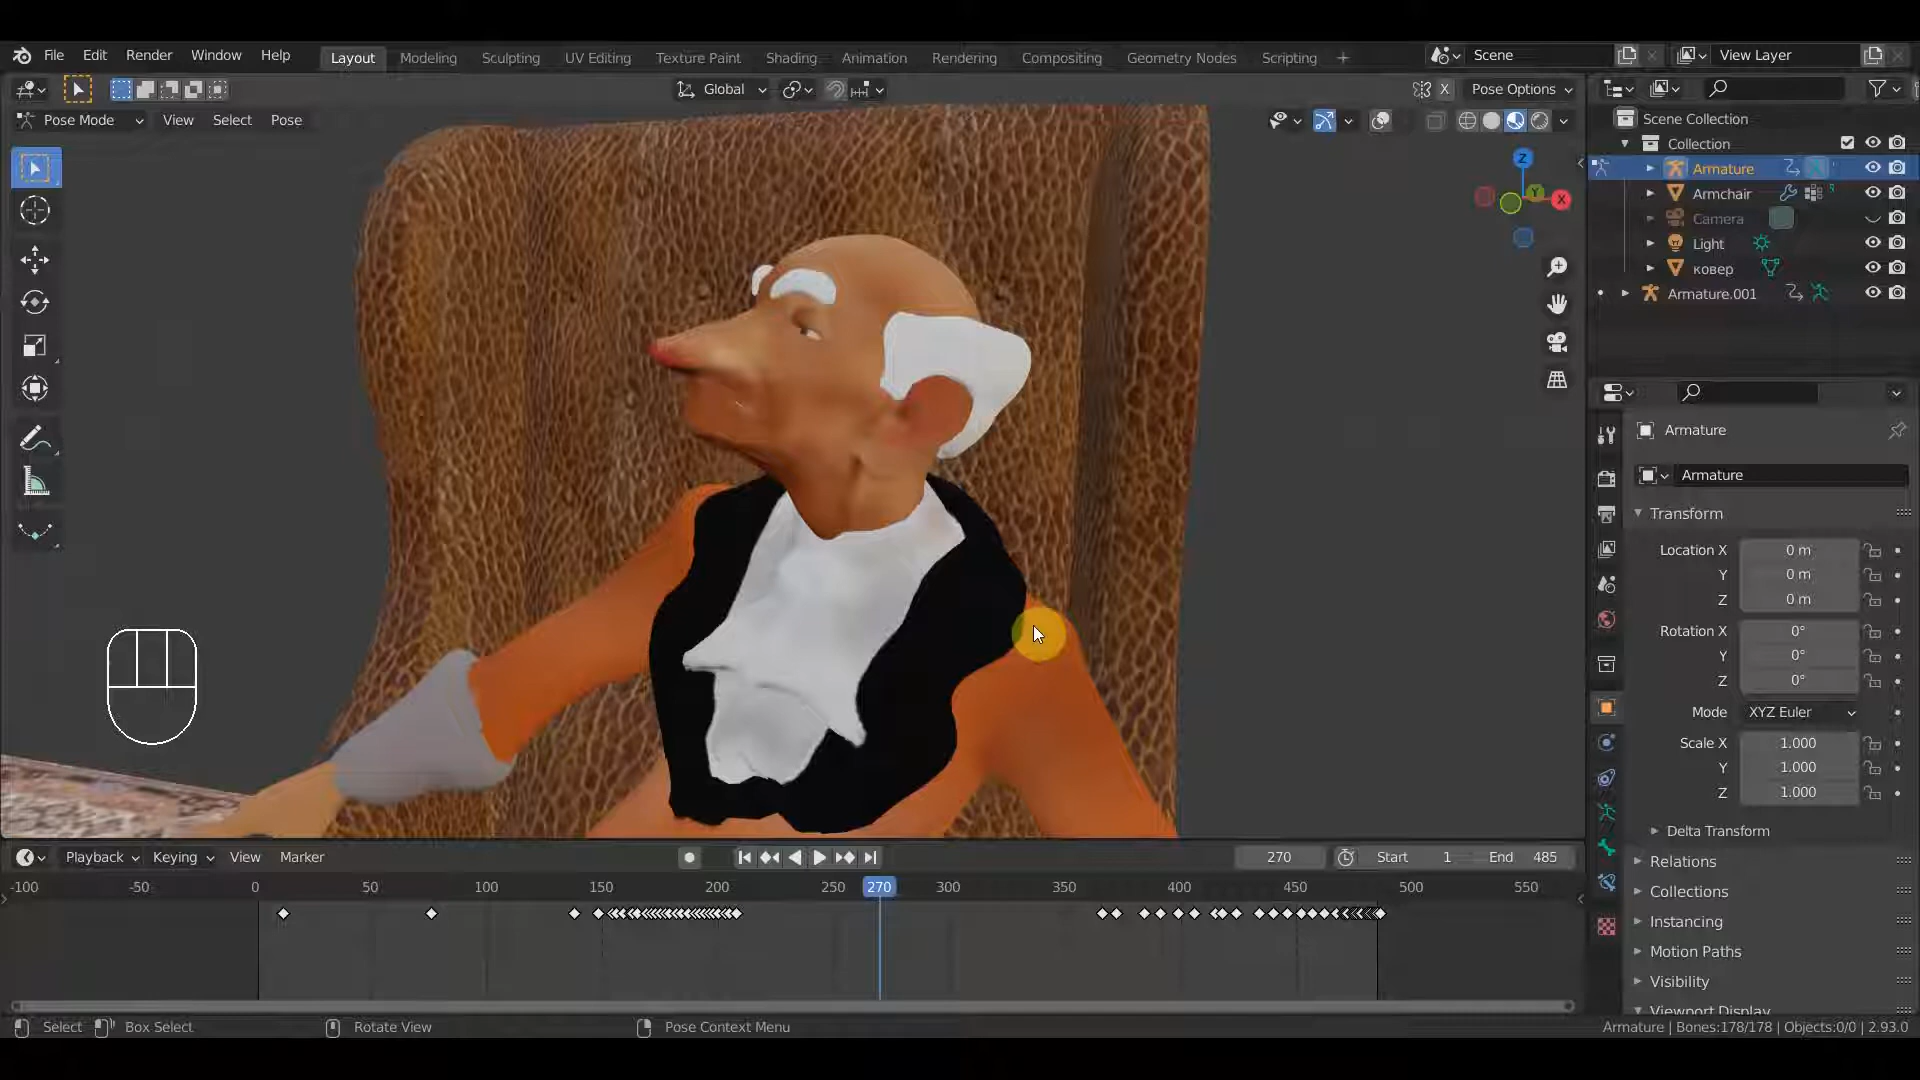 File Edit Render Window Help Layout Modeling Sculpting UV Editing Texture Paint Shading Animation Rendering Compositing Geometry Nodes Scripting + Scene View Layer
Global X Pose Options
Pose Mode View Select Pose
Z
Y
X
Scene Collection
Collection
Armature
Armchair
Camera
Light
ковер
Armature.001
Armature
Armature
Transform
Location X 0 m
Y 0 m
Z 0 m
Rotation X 0°
Y 0°
Z 0°
Mode XYZ Euler
Scale X 1.000
Y 1.000
Z 1.000
Delta Transform
Relations
Collections
Instancing
Motion Paths
Visibility
Viewport Display
Playback Keying View Marker 270 Start 1 End 485
-100 -50 0 50 100 150 200 250 270 300 350 400 450 500 550
Select Box Select Rotate View Pose Context Menu Armature | Bones:178/178 | Objects:0/0 | 2.93.0